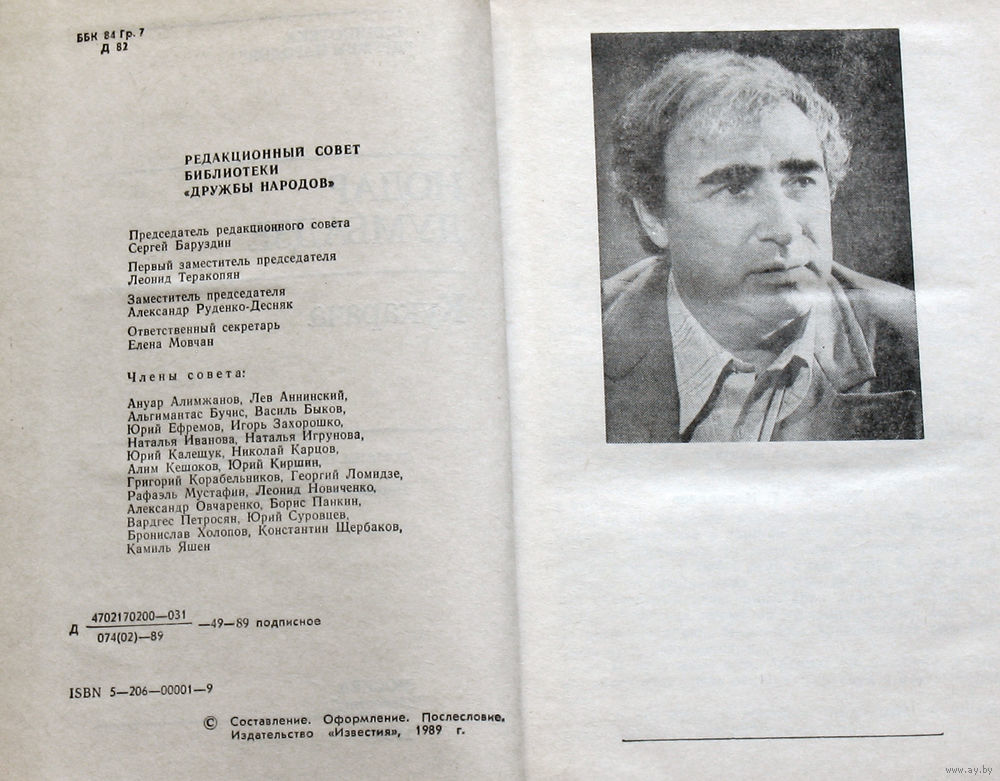 ББК 84 Гр. 7
Д 82
РЕДАКЦИОННЫЙ СОВЕТ
БИБЛИОТЕКИ
«ДРУЖБЫ НАРОДОВ»
Председатель редакционного совета
Сергей Баруздин
Первый заместитель председателя
Леонид Теракопян
Заместитель председателя
Александр Руденко-Десняк
Ответственный секретарь
Елена Мовчан
Члены совета:
Ануар Алимжанов, Лев Аннинский,
Альгимантас Бучис, Василь Быков,
Юрий Ефремов, Игорь Захорошко,
Наталья Иванова, Наталья Игрунова,
Юрий Калещук, Николай Карцов,
Алим Кешоков, Юрий Киршин,
Григорий Корабельников, Георгий Ломидзе,
Рафаэль Мустафин, Леонид Новиченко,
Александр Овчаренко, Борис Панкин,
Вардгес Петросян, Юрий Суровцев,
Бронислав Холопов, Константин Щербаков,
Камиль Яшен
Д 4702170200—031
074(02)—89
—49—89 подписное
ISBN 5—206—00001—9
© Составление. Оформление. Послесловие.
Издательство «Известия», 1989 г.
www.ay.by